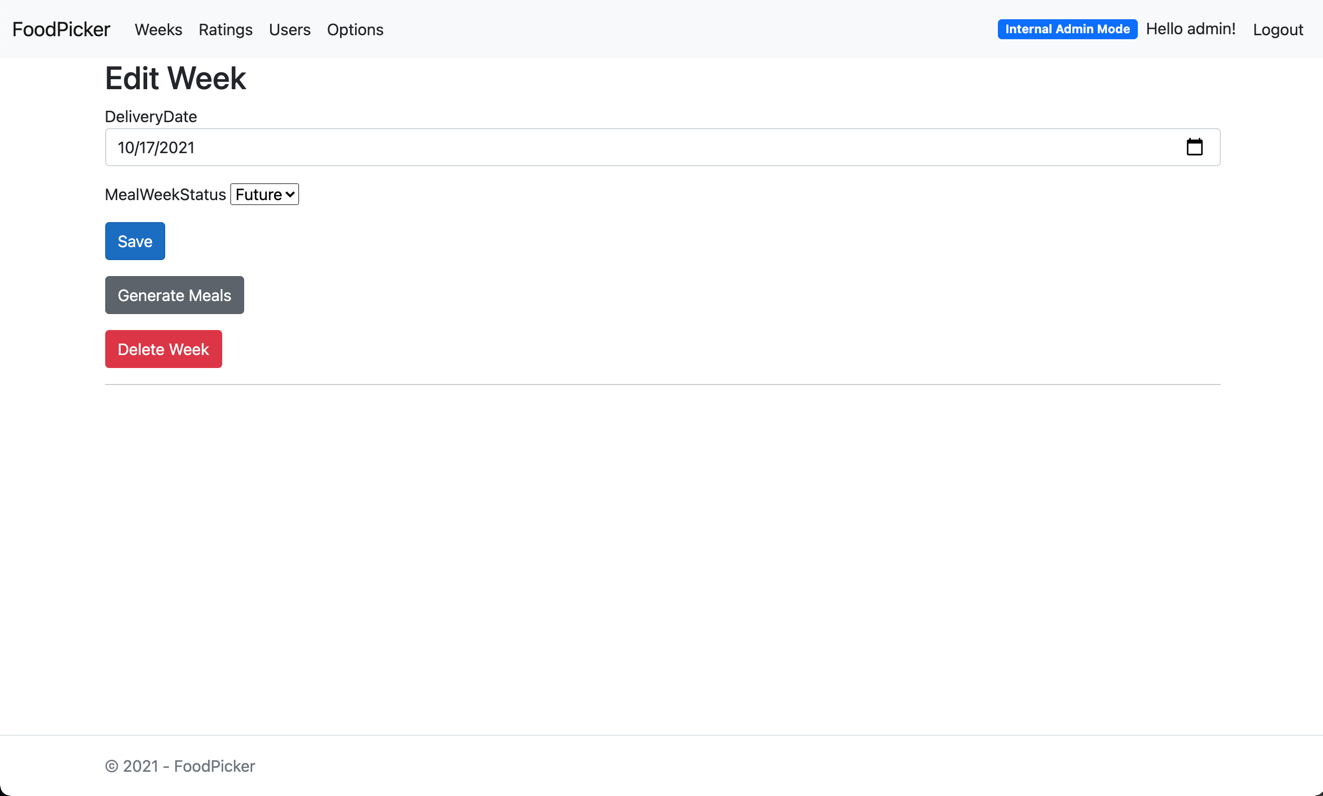 FoodPicker Weeks Ratings Users Options Internal Admin Mode Hello admin! Logout
Edit Week
DeliveryDate
10/17/2021
MealWeekStatus Future
Save
Generate Meals
Delete Week
© 2021 - FoodPicker